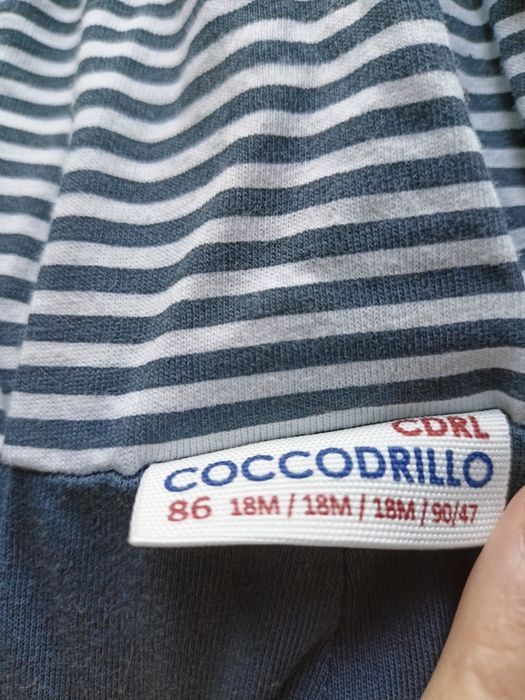 CDRL
COCCODRILLO
86 18M / 18M / 18M / 90/47